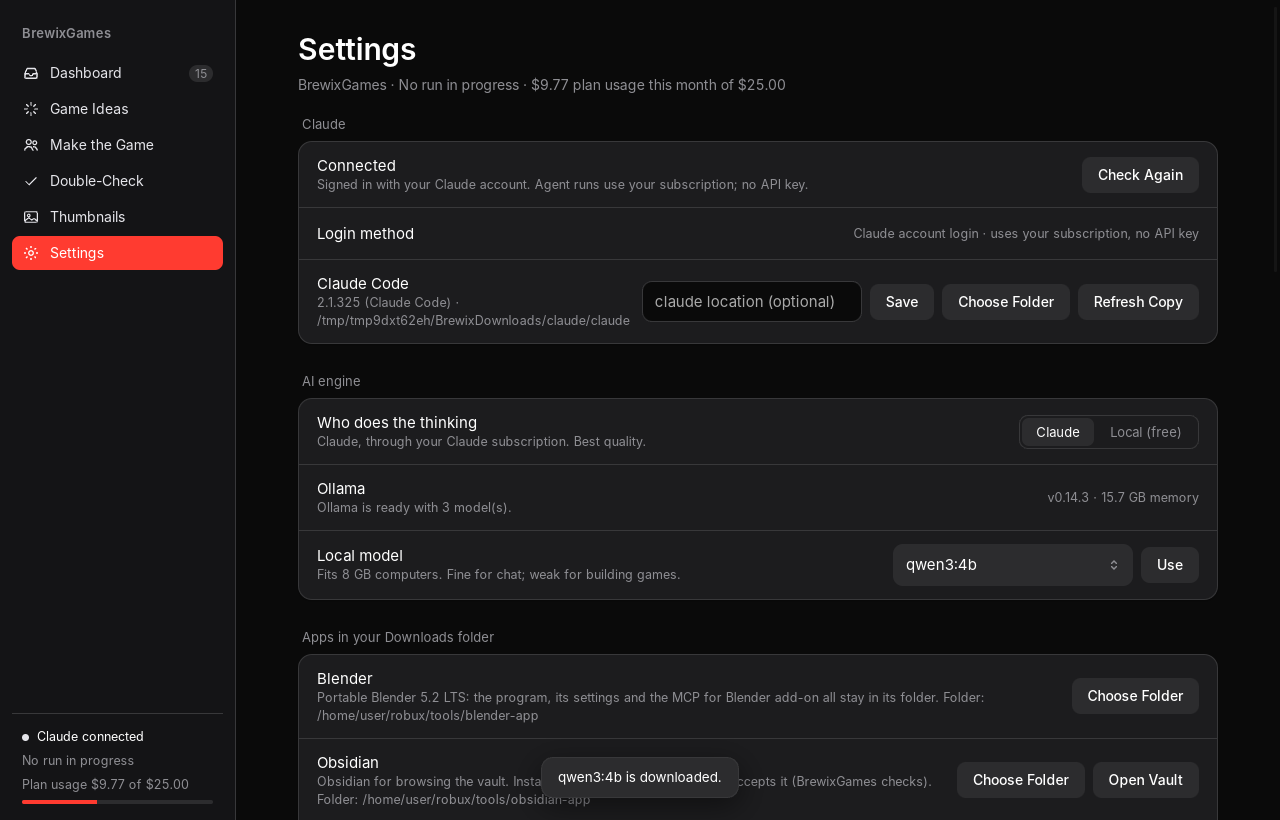 BrewixGames
Dashboard 15
Game Ideas
Make the Game
Double-Check
Thumbnails
Settings
Claude connected
No run in progress
Plan usage $9.77 of $25.00
Settings
BrewixGames · No run in progress · $9.77 plan usage this month of $25.00
Claude
Connected
Signed in with your Claude account. Agent runs use your subscription; no API key.
Check Again
Login method
Claude account login · uses your subscription, no API key
Claude Code
2.1.325 (Claude Code) ·
/tmp/tmp9dxt62eh/BrewixDownloads/claude/claude
claude location (optional)
Save
Choose Folder
Refresh Copy
AI engine
Who does the thinking
Claude, through your Claude subscription. Best quality.
Claude
Local (free)
Ollama
Ollama is ready with 3 model(s).
v0.14.3 · 15.7 GB memory
Local model
Fits 8 GB computers. Fine for chat; weak for building games.
qwen3:4b
Use
Apps in your Downloads folder
Blender
Portable Blender 5.2 LTS: the program, its settings and the MCP for Blender add-on all stay in its folder. Folder:
/home/user/robux/tools/blender-app
Choose Folder
Obsidian
Obsidian for browsing the vault. (BrewixGames checks).
Folder: /home/user/robux/tools/obsidian-app
Choose Folder
Open Vault
qwen3:4b is downloaded.